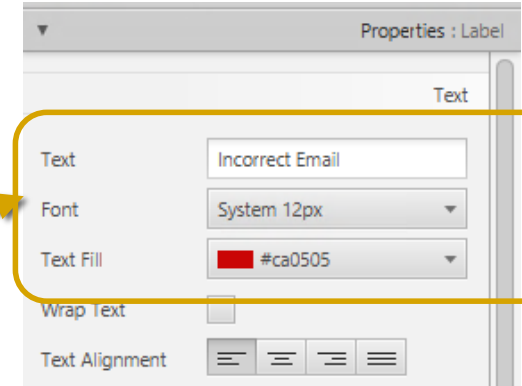 Properties : Label
Text
Text Incorrect Email
Font System 12px
Text Fill #ca0505
Wrap Text
Text Alignment